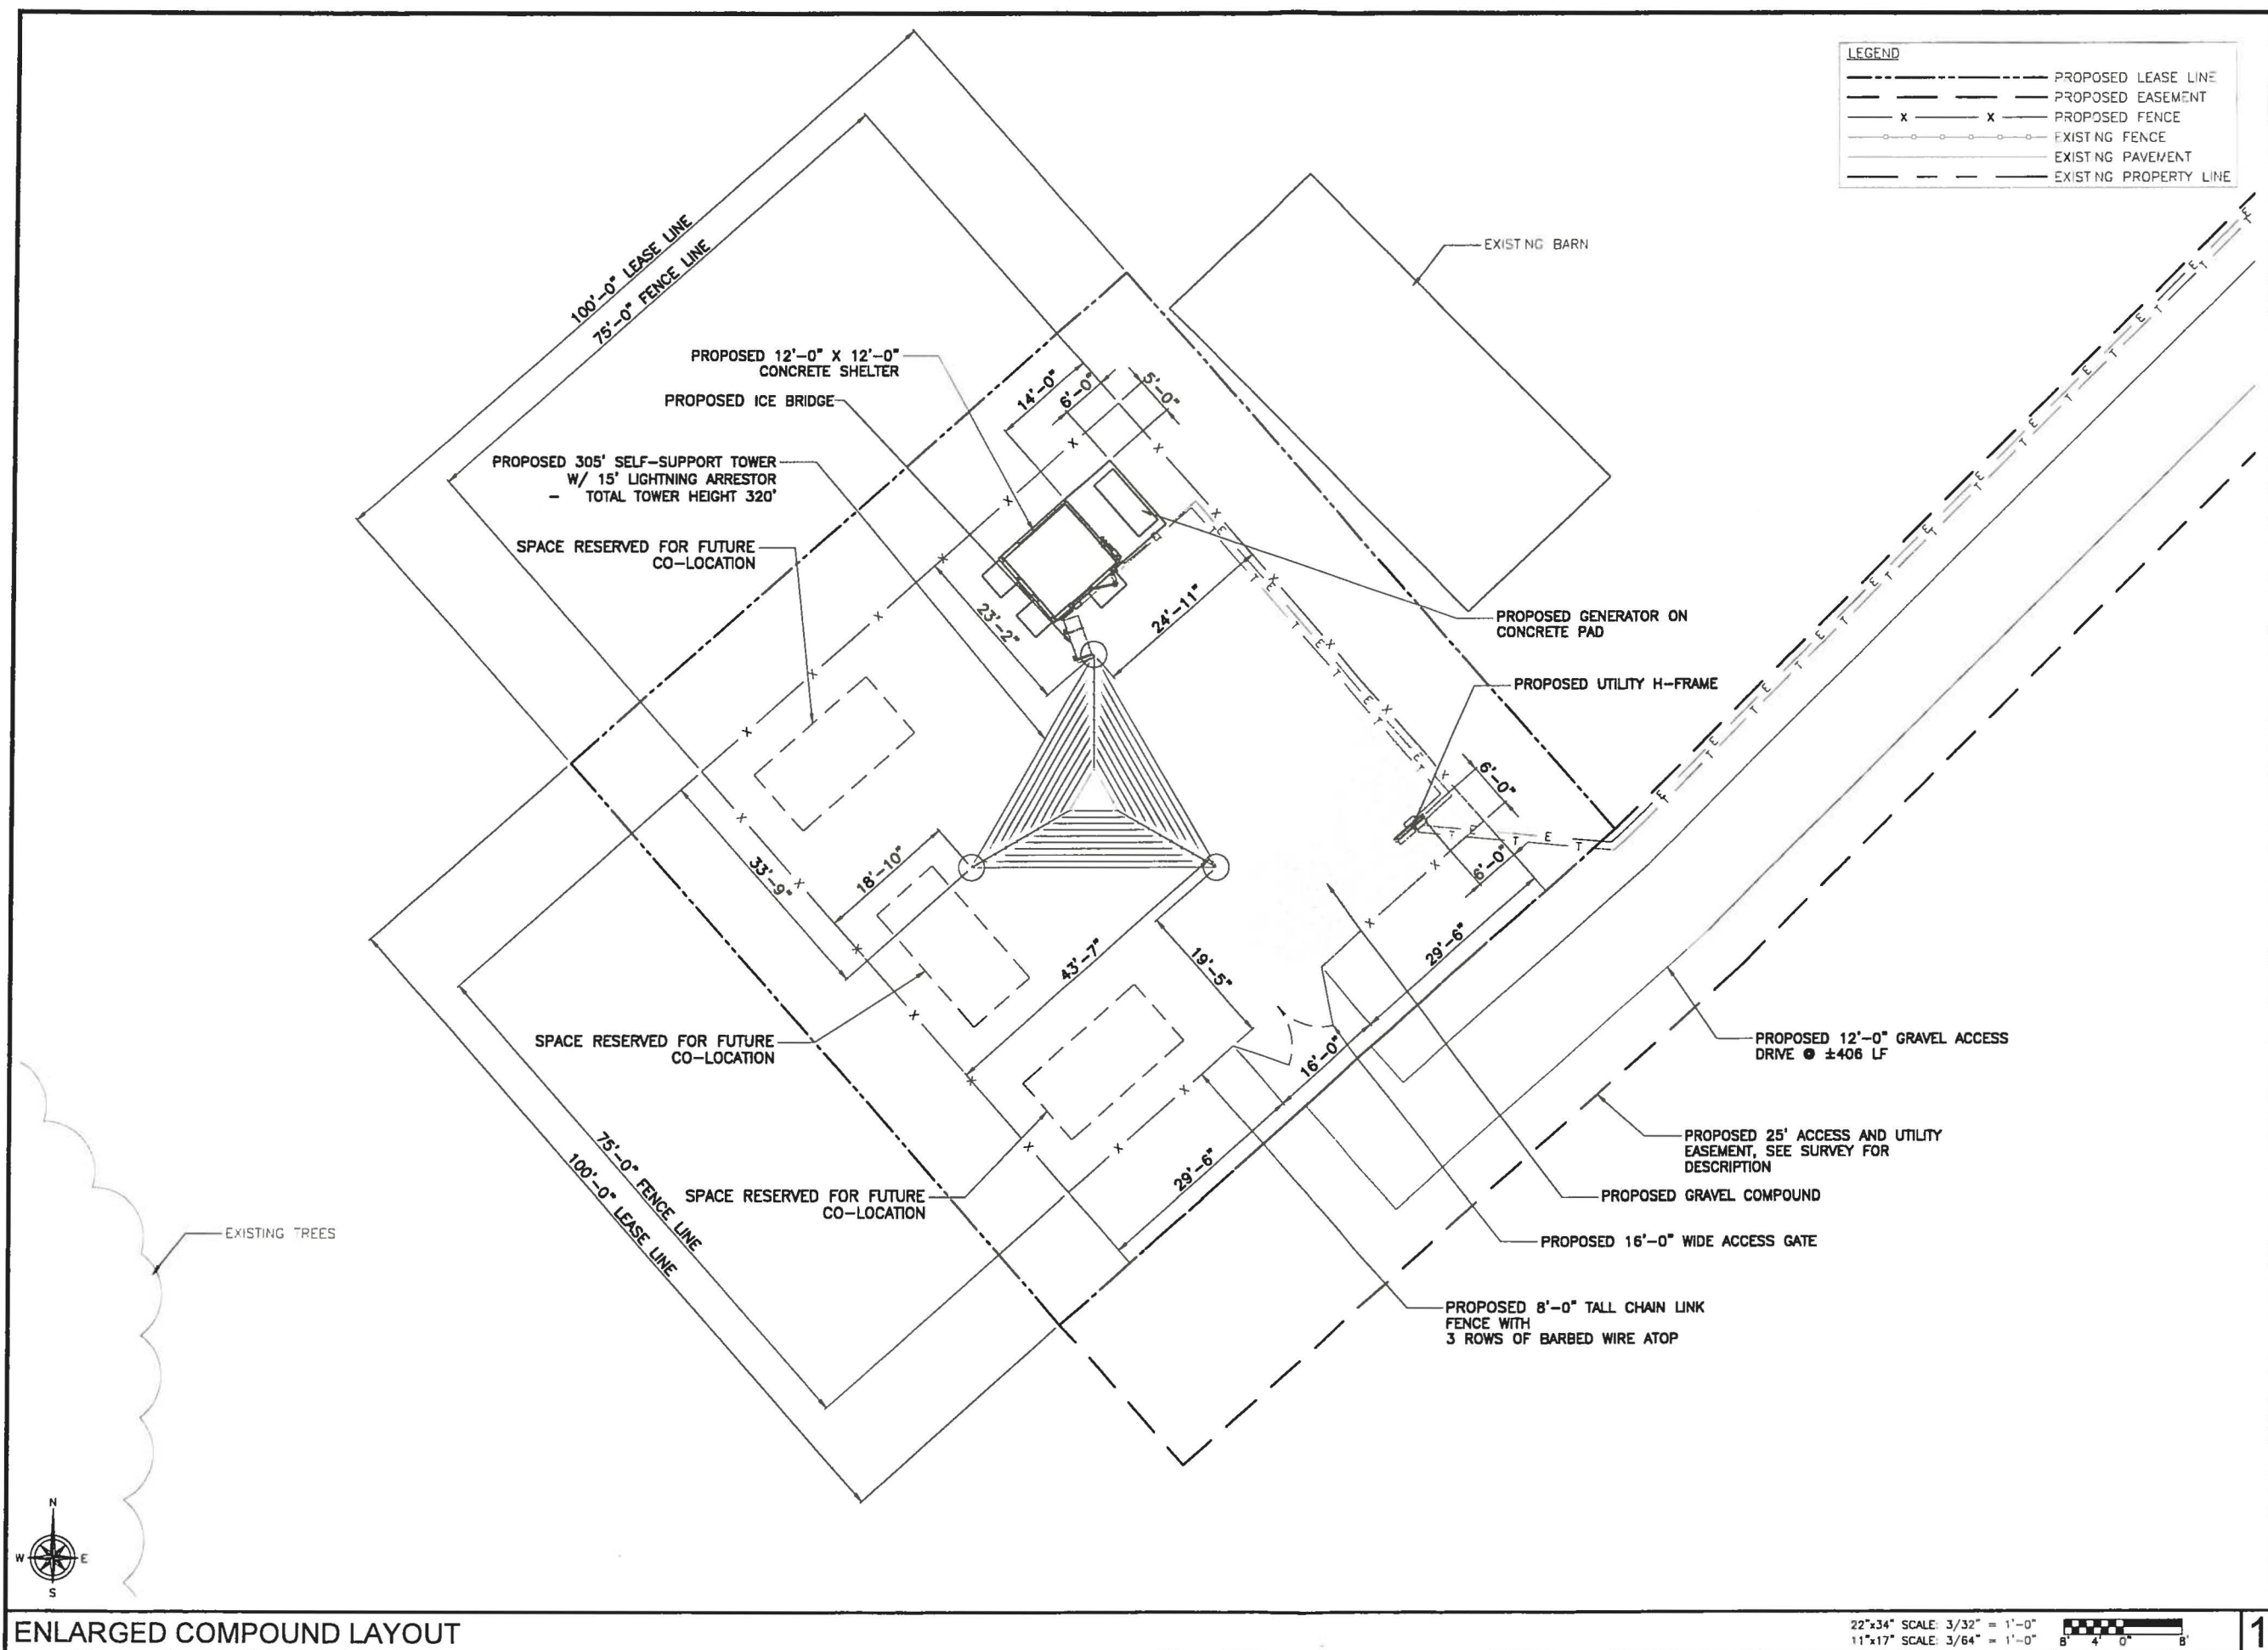 LEGEND
PROPOSED LEASE LINE
PROPOSED EASEMENT
X X PROPOSED FENCE
EXISTNG FENCE
EXISTNG PAVEMENT
EXISTNG PROPERTY LINE
EXISTNG BARN
100'-0" LEASE LINE
75'-0" FENCE LINE
PROPOSED 12'-0" X 12'-0"
CONCRETE SHELTER
PROPOSED ICE BRIDGE
14'-0"
6'-0"
5'-0"
PROPOSED 305' SELF-SUPPORT TOWER
W/ 15' LIGHTNING ARRESTOR
- TOTAL TOWER HEIGHT 320'
SPACE RESERVED FOR FUTURE
CO-LOCATION
23'-2"
24'-11"
PROPOSED GENERATOR ON
CONCRETE PAD
PROPOSED UTILITY H-FRAME
6'-0"
6'-0"
33'-9"
18'-10"
43'-7"
19'-5"
29'-6"
16'-0"
29'-6"
SPACE RESERVED FOR FUTURE
CO-LOCATION
PROPOSED 12'-0" GRAVEL ACCESS
DRIVE @ ±406 LF
PROPOSED 25' ACCESS AND UTILITY
EASEMENT, SEE SURVEY FOR
DESCRIPTION
75'-0" FENCE LINE
100'-0" LEASE LINE
SPACE RESERVED FOR FUTURE
CO-LOCATION
PROPOSED GRAVEL COMPOUND
EXISTING TREES
PROPOSED 16'-0" WIDE ACCESS GATE
PROPOSED 8'-0" TALL CHAIN LINK
FENCE WITH
3 ROWS OF BARBED WIRE ATOP
N
W E
S
ENLARGED COMPOUND LAYOUT
22"x34" SCALE: 3/32" = 1'-0"
11"x17" SCALE: 3/64" = 1'-0"
8' 4' 0" 8'
1